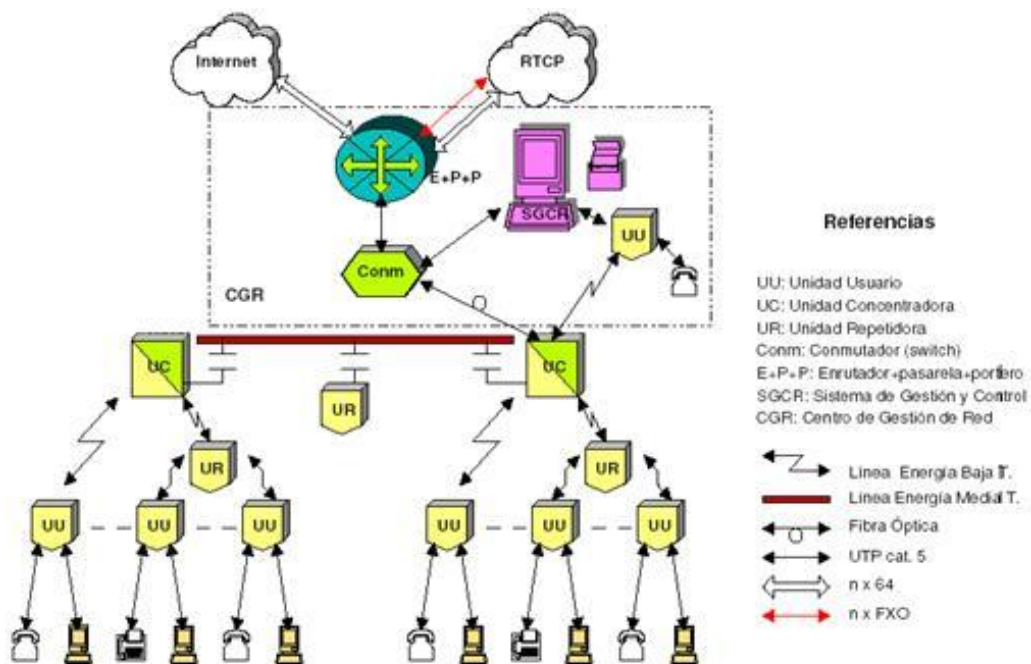 Internet
RTCP
E+P+P
SGCR
UU
Conm
CGR
UC
UC
UR
UR
UR
UU
UU
UU
UU
UU
UU
Referencias
UU: Unidad Usuario
UC: Unidad Concentradora
UR: Unidad Repetidora
Conm: Conmutador (switch)
E+P+P: Enrutador+pasarela+portero
SGCR: Sistema de Gestión y Control
CGR: Centro de Gestión de Red
Linea Energía Baja T.
Linea Energía Media T.
Fibra Óptica
UTP cat. 5
n x 64
n x FXO